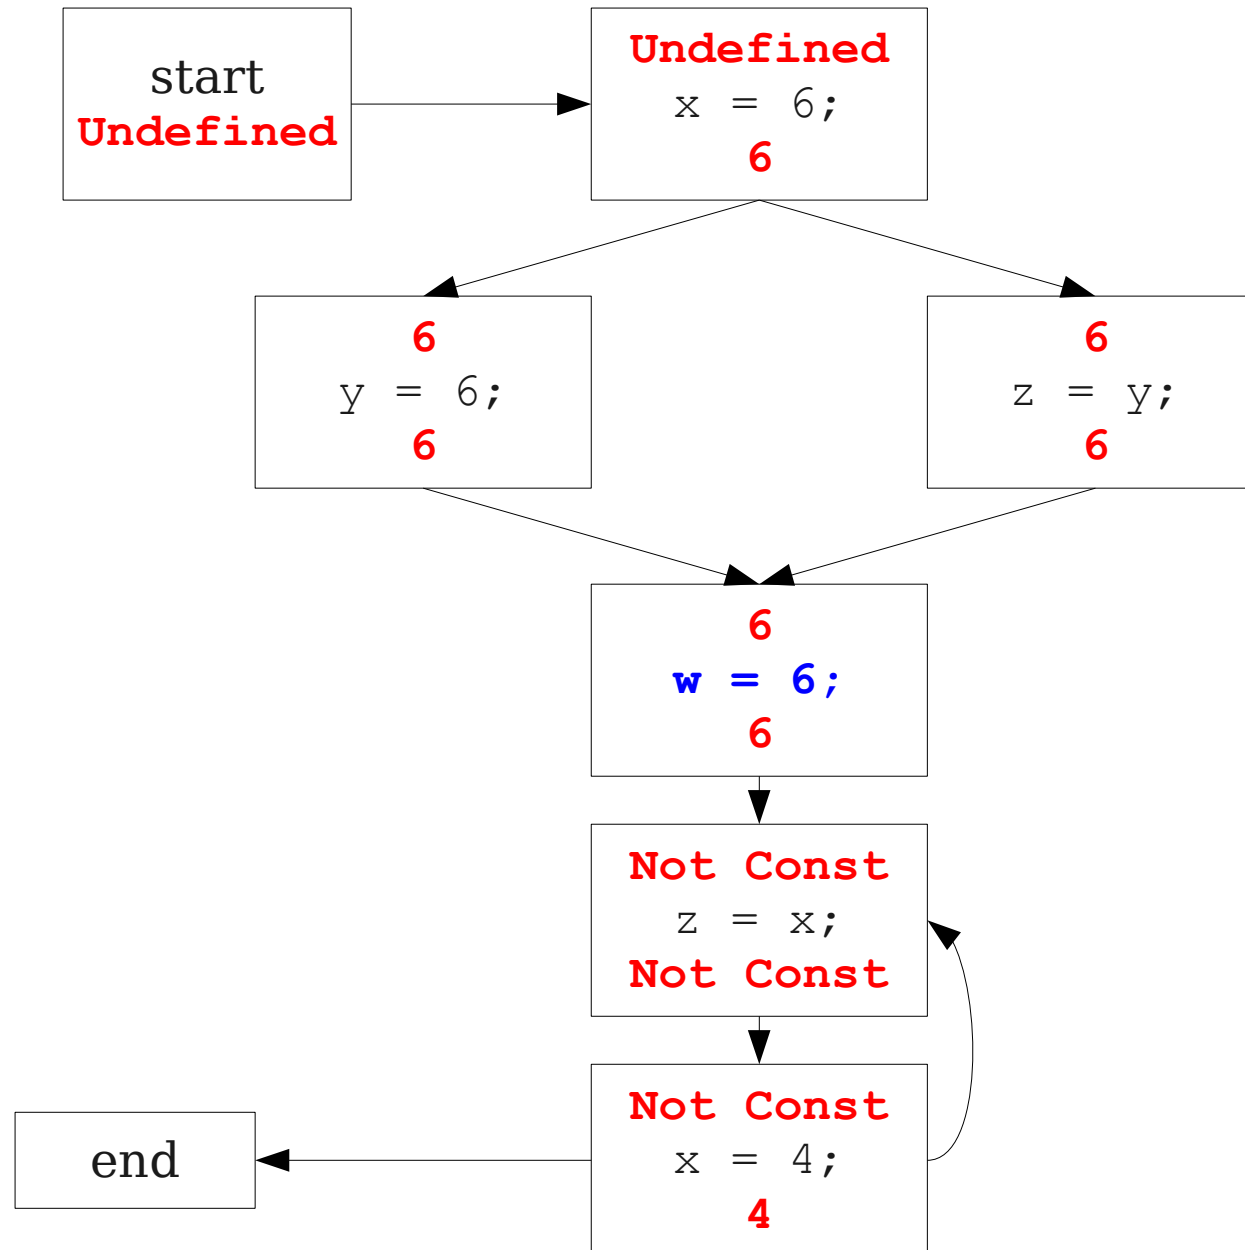 start
Undefined
Undefined
x = 6;
6
6
y = 6;
6
6
z = y;
6
6
w = 6;
6
Not Const
z = x;
Not Const
Not Const
x = 4;
4
end